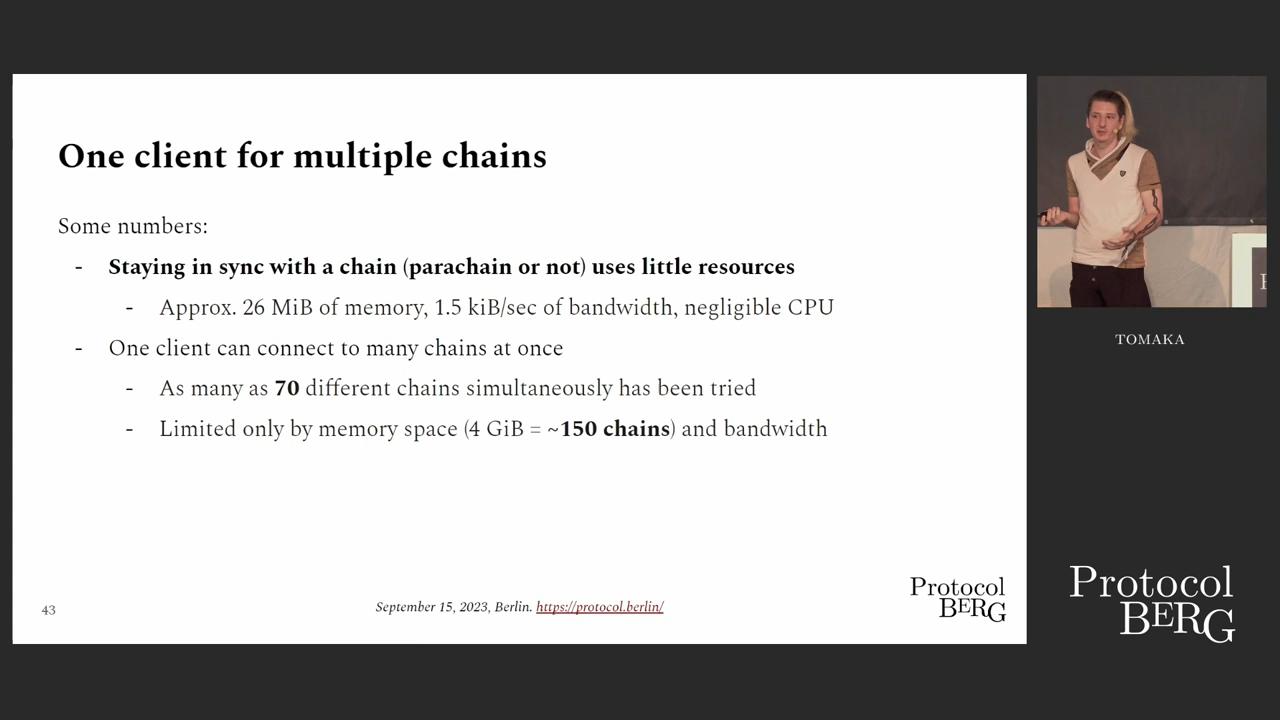 One client for multiple chains
Some numbers:
- Staying in sync with a chain (parachain or not) uses little resources
- Approx. 26 MiB of memory, 1.5 kiB/sec of bandwidth, negligible CPU
- One client can connect to many chains at once
- As many as 70 different chains simultaneously has been tried
- Limited only by memory space (4 GiB = ~150 chains) and bandwidth
43
September 15, 2023, Berlin. https://protocol.berlin/
Protocol
BERG
TOMAKA
Protocol
BERG